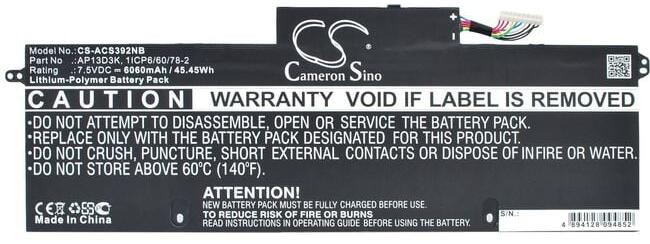 Model No. : CS-ACS392NB
Part No : AP13D3K, 1ICP6/60/78-2
Rating : 7.5VDC ⎓ 6060mAh / 45.45Wh
Lithium-Polymer Battery Pack
CS
Cameron Sino
CAUTION WARRANTY VOID IF LABEL IS REMOVED
•DO NOT ATTEMPT TO DISASSEMBLE, OPEN OR SERVICE THE BATTERY PACK.
•REPLACE ONLY WITH THE BATTERY PACK DESIGNATED FOR THIS PRODUCT.
•DO NOT CRUSH, PUNCTURE, SHORT EXTERNAL CONTACTS OR DISPOSE OF IN FIRE OR WATER.
•DO NOT STORE ABOVE 60°C (140°F).
CE
Made In China
ATTENTION!
NEW BATTERY PACK MUST BE FULLY CHARGED BEFORE USE.
TO REDUCE RISK OF FIRE OR BURNS
READ INSTRUCTIONS IN OPERATING GUIDE BEFORE USING BATTERY
S/N.:
4 894128 094852